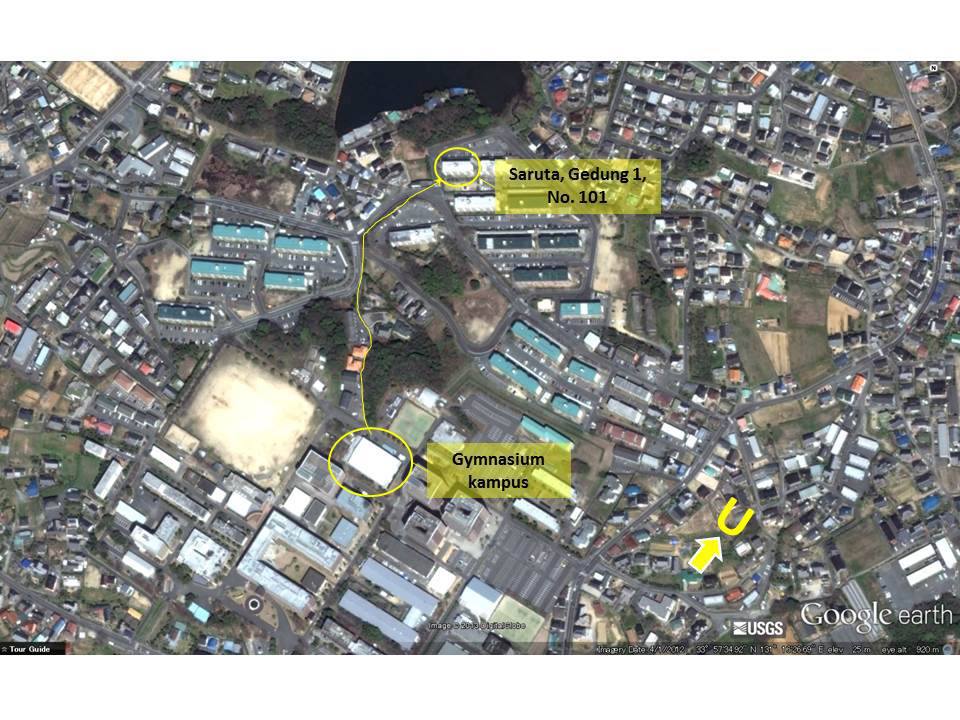 N
Saruta, Gedung 1,
No. 101
Gymnasium
kampus
U
Image © 2013 DigitalGlobe
USGS
Google earth
Tour Guide
Imagery Date: 4/1/2012 33°57'34.92" N 131°16'26.69" E elev 25 m eye alt 920 m